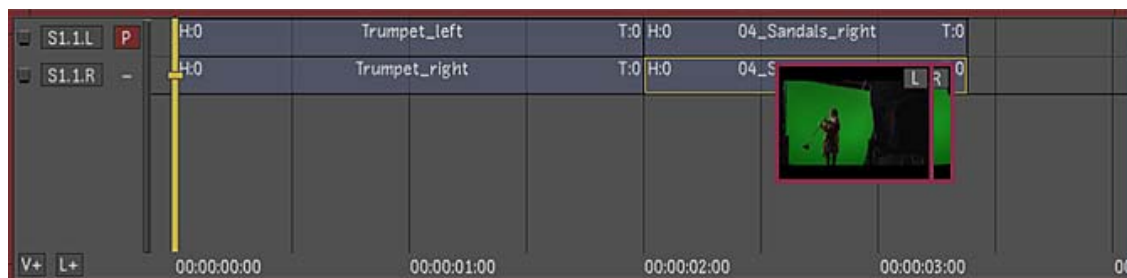 S1.1.L P H:0 Trumpet_left T:0 H:0 04_Sandals_right T:0
S1.1.R – H:0 Trumpet_right T:0 H:0 04_S L R 0
V+ L+ 00:00:00:00 00:00:01:00 00:00:02:00 00:00:03:00